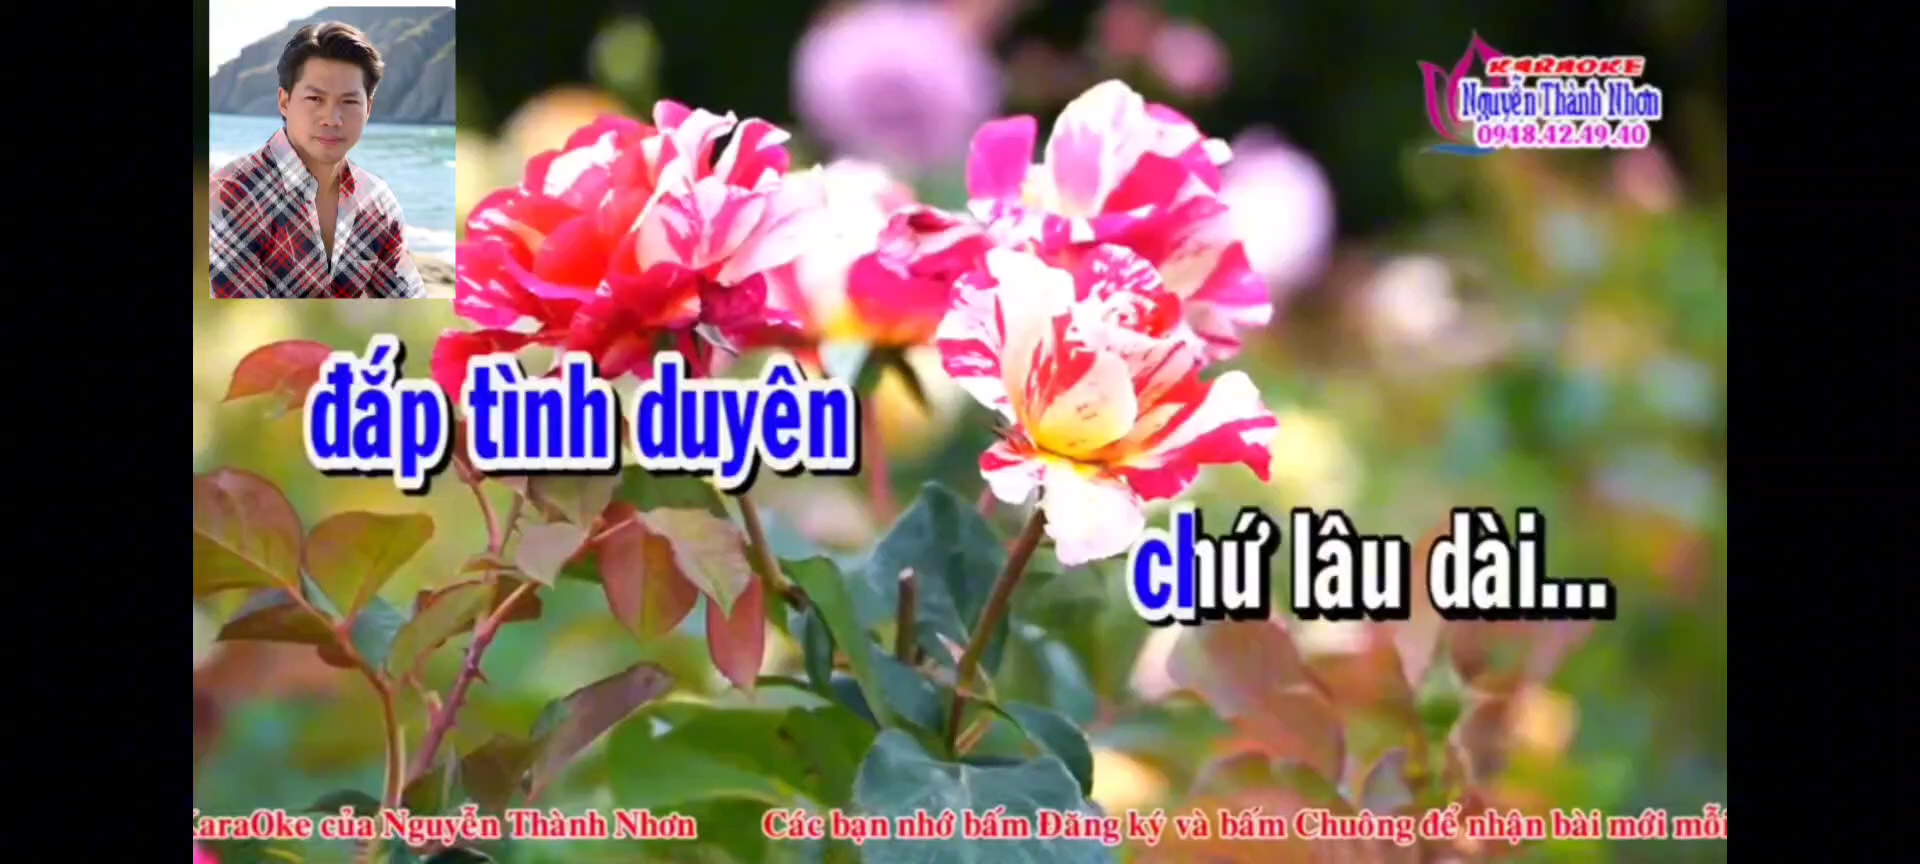 KARAOKE
Nguyễn Thành Nhơn
0948.42.49.40
đắp tình duyên
chứ lâu dài...
KaraOke của Nguyễn Thành Nhơn Các bạn nhớ bấm Đăng ký và bấm Chuông để nhận bài mới mỗi